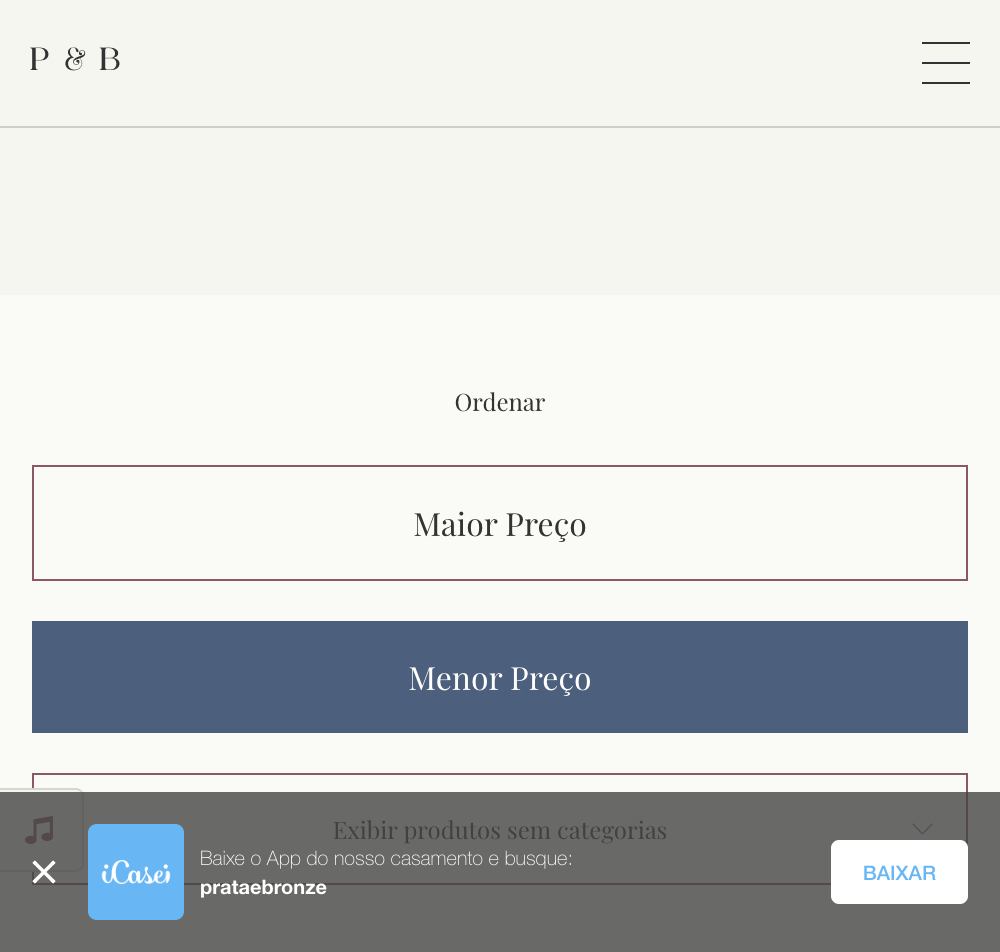 P & B
Ordenar
Maior Preço
Menor Preço
Exibir produtos sem categorias
iCasei
Baixe o App do nosso casamento e busque:
prataebronze
BAIXAR